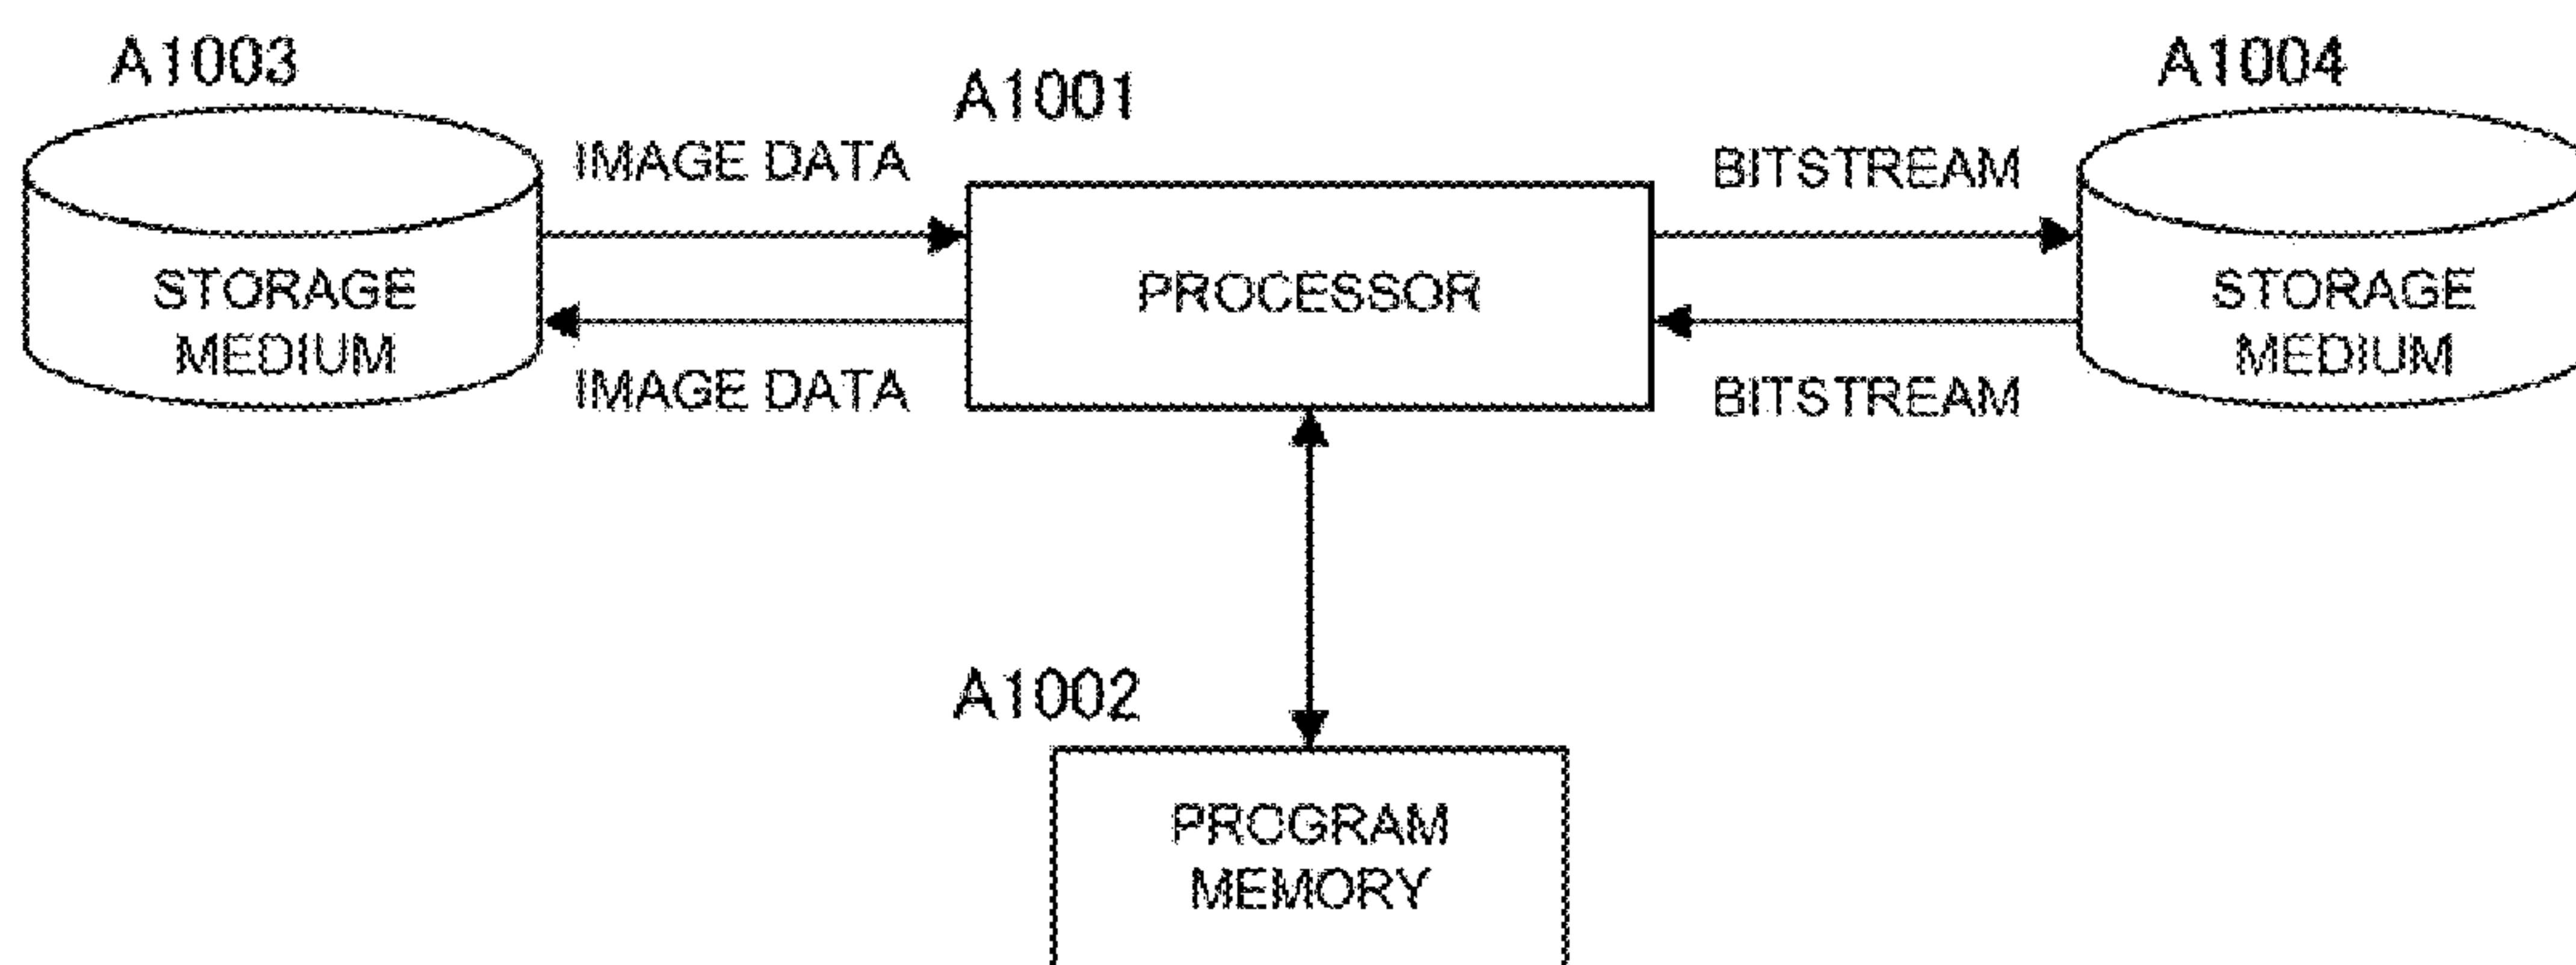 A1003
A1001
A1004
IMAGE DATA
BITSTREAM
STORAGE
MEDIUM
PROCESSOR
STORAGE
MEDIUM
IMAGE DATA
BITSTREAM
A1002
PROGRAM
MEMORY